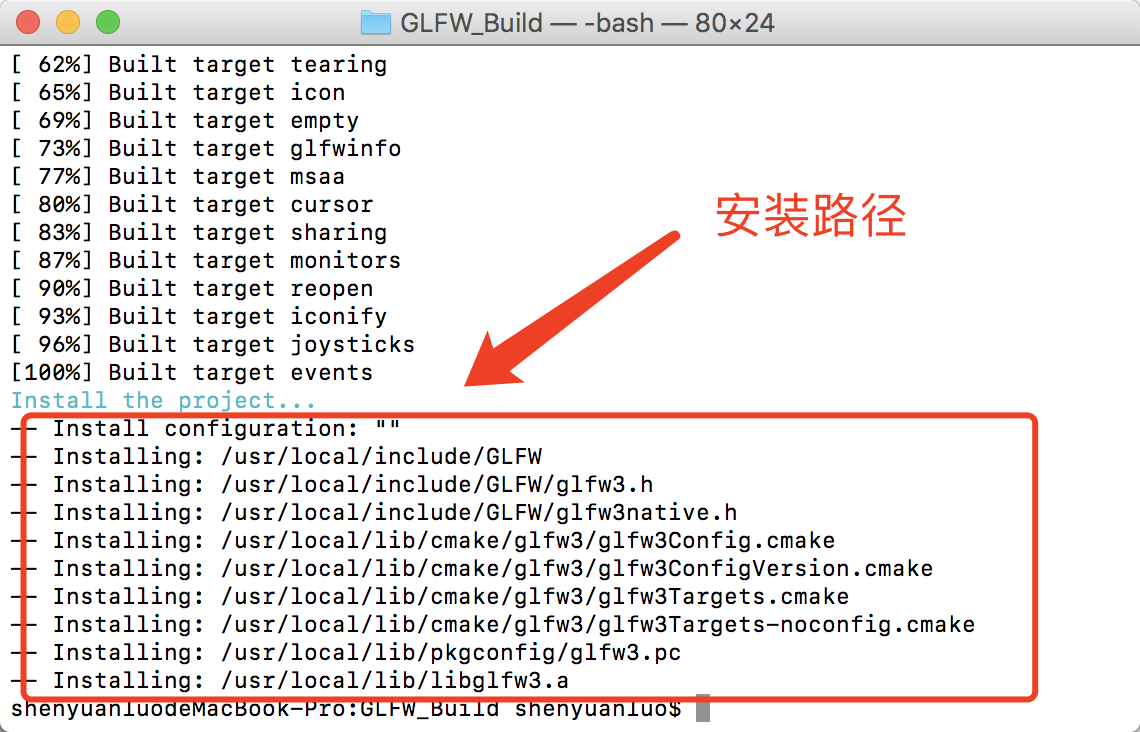 GLFW_Build — -bash — 80×24
[ 62%] Built target tearing
[ 65%] Built target icon
[ 69%] Built target empty
[ 73%] Built target glfwinfo
[ 77%] Built target msaa
[ 80%] Built target cursor
[ 83%] Built target sharing
[ 87%] Built target monitors
[ 90%] Built target reopen
[ 93%] Built target iconify
[ 96%] Built target joysticks
[100%] Built target events
安装路径
Install the project...
-- Install configuration: ""
-- Installing: /usr/local/include/GLFW
-- Installing: /usr/local/include/GLFW/glfw3.h
-- Installing: /usr/local/include/GLFW/glfw3native.h
-- Installing: /usr/local/lib/cmake/glfw3/glfw3Config.cmake
-- Installing: /usr/local/lib/cmake/glfw3/glfw3ConfigVersion.cmake
-- Installing: /usr/local/lib/cmake/glfw3/glfw3Targets.cmake
-- Installing: /usr/local/lib/cmake/glfw3/glfw3Targets-noconfig.cmake
-- Installing: /usr/local/lib/pkgconfig/glfw3.pc
-- Installing: /usr/local/lib/libglfw3.a
shenyuanluodeMacBook-Pro:GLFW_Build shenyuanluo$